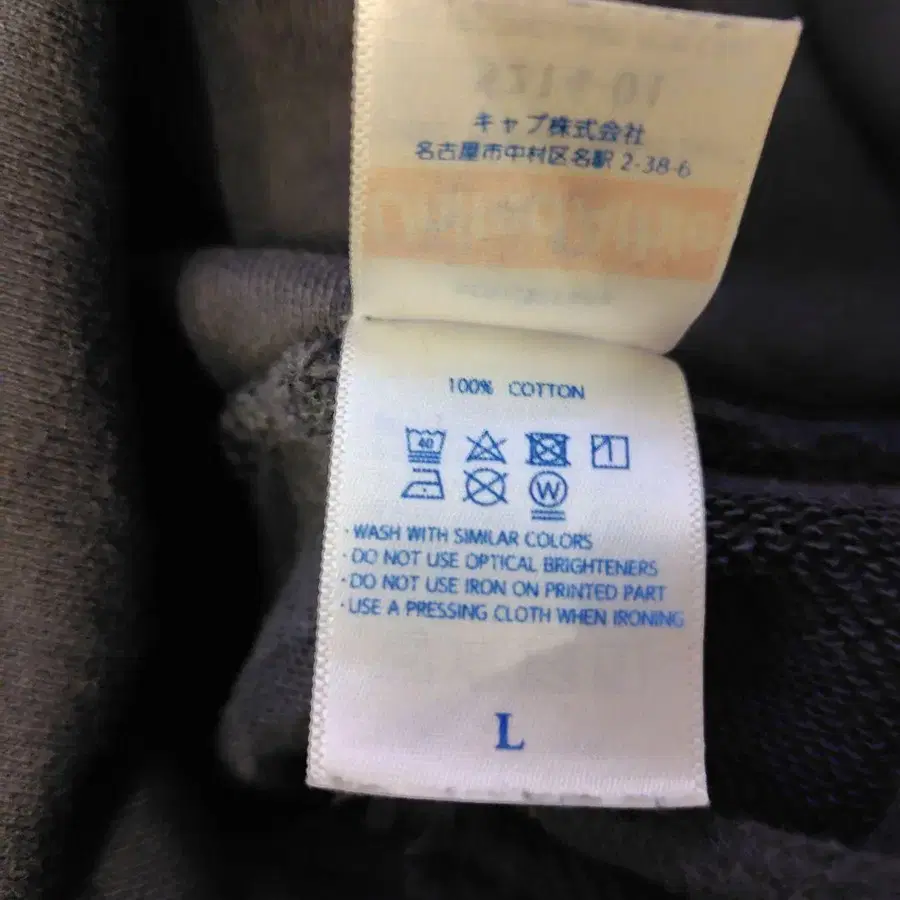 キャブ株式会社
名古屋市中村区名駅 2-38-6
100% COTTON
40
W
· WASH WITH SIMILAR COLORS
· DO NOT USE OPTICAL BRIGHTENERS
· DO NOT USE IRON ON PRINTED PART
· USE A PRESSING CLOTH WHEN IRONING
L